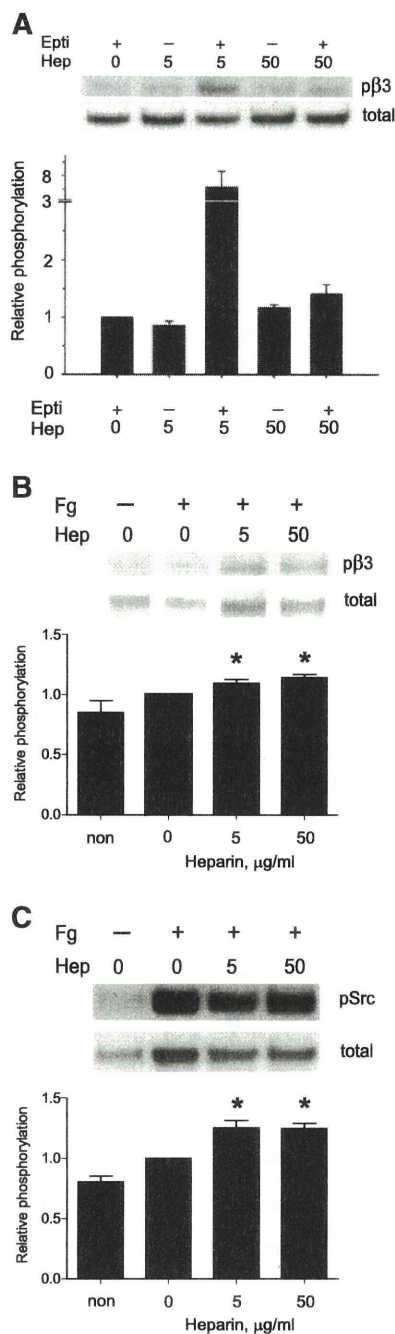 A
Epti + – + – +
Hep 0 5 5 50 50
pβ3
total
Relative phosphorylation
8
3
2
1
0
Epti + – + – +
Hep 0 5 5 50 50
B
Fg — + + +
Hep 0 0 5 50
pβ3
total
Relative phosphorylation
1.5
* *
1.0
0.5
0.0
non 0 5 50
Heparin, µg/ml
C
Fg — + + +
Hep 0 0 5 50
pSrc
total
Relative phosphorylation
1.5
* *
1.0
0.5
0.0
non 0 5 50
Heparin, µg/ml